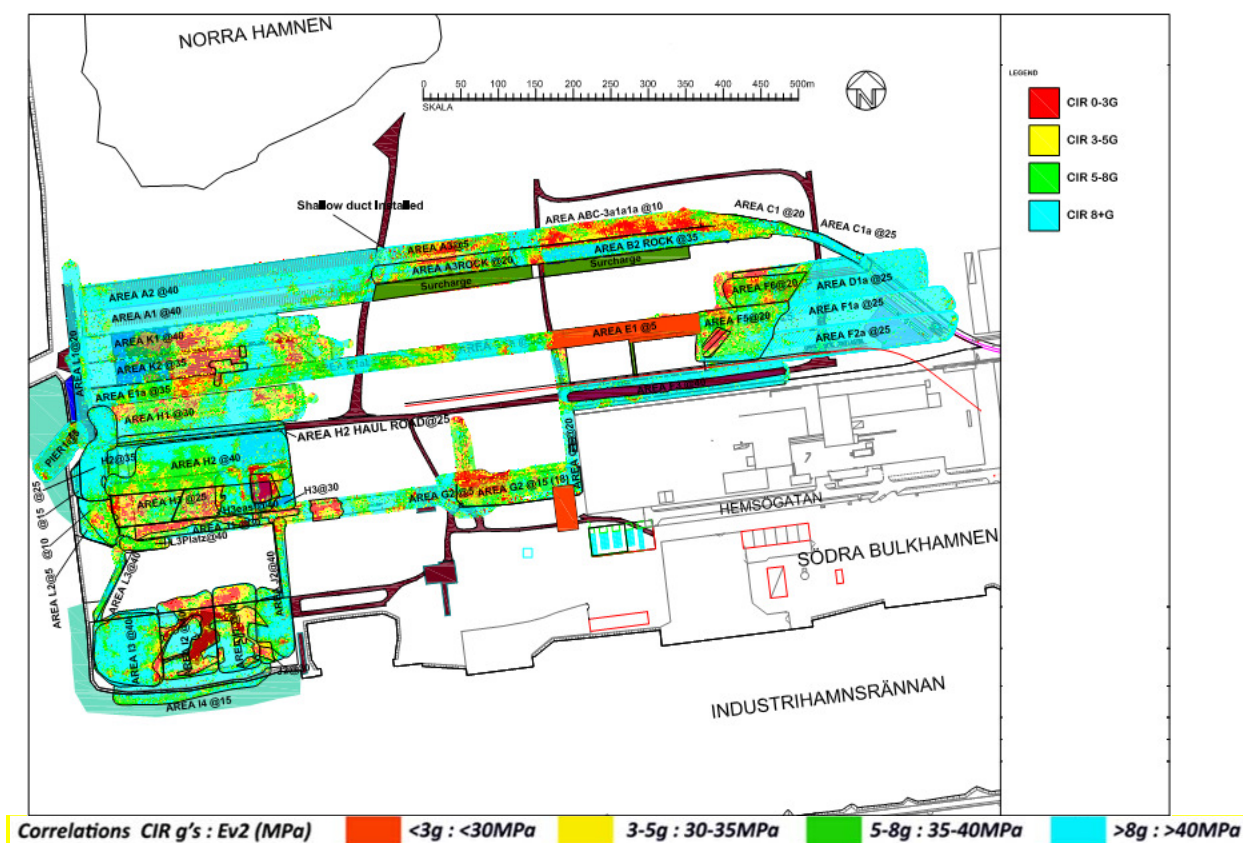 NORRA HAMNEN
0 50 100 150 200 250 300 350 400 450 500m
SKALA
N
LEGEND
CIR 0-3G
CIR 3-5G
CIR 5-8G
CIR 8+G
Shallow duct Installed
AREA ABC-3a1a1a @10
AREA C1 @20
AREA C1a @25
AREA B2 ROCK @35
AREA A3ROCK @20
Surcharge
Surcharge
AREA A2 @40
AREA A1 @40
AREA L1@20
AREA K1 @40
AREA K2 @35
AREA E1a @35
AREA E1 @5
AREA F6@20
AREA D1a @25
AREA F1a @25
AREA F5@20
AREA F2a @25
AREA H1 @30
AREA H2 HAUL ROAD@25
H2@35
AREA H2 @40
AREA H3 @25
H3@30
AREA G2 @15 (18)
L3Platz@40
AREA L3@40
AREA L2@5 @10 @15 @25
AREA J2@40
AREA I3 @40
AREA I4 @15
7
HEMSÖGATAN
SÖDRA BULKHAMNEN
INDUSTRIHAMNSRÄNNAN
Correlations CIR g's : Ev2 (MPa) <3g : <30MPa 3-5g : 30-35MPa 5-8g : 35-40MPa >8g : >40MPa